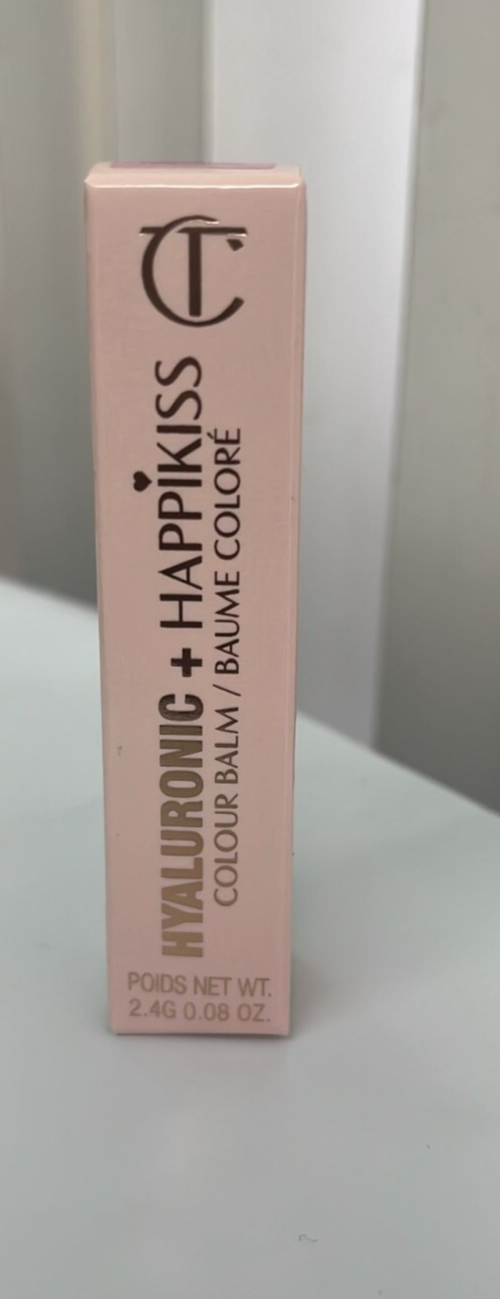 CT
HYALURONIC + HAPPIKISS
COLOUR BALM / BAUME COLORÉ
POIDS NET WT.
2.4G 0.08 OZ.